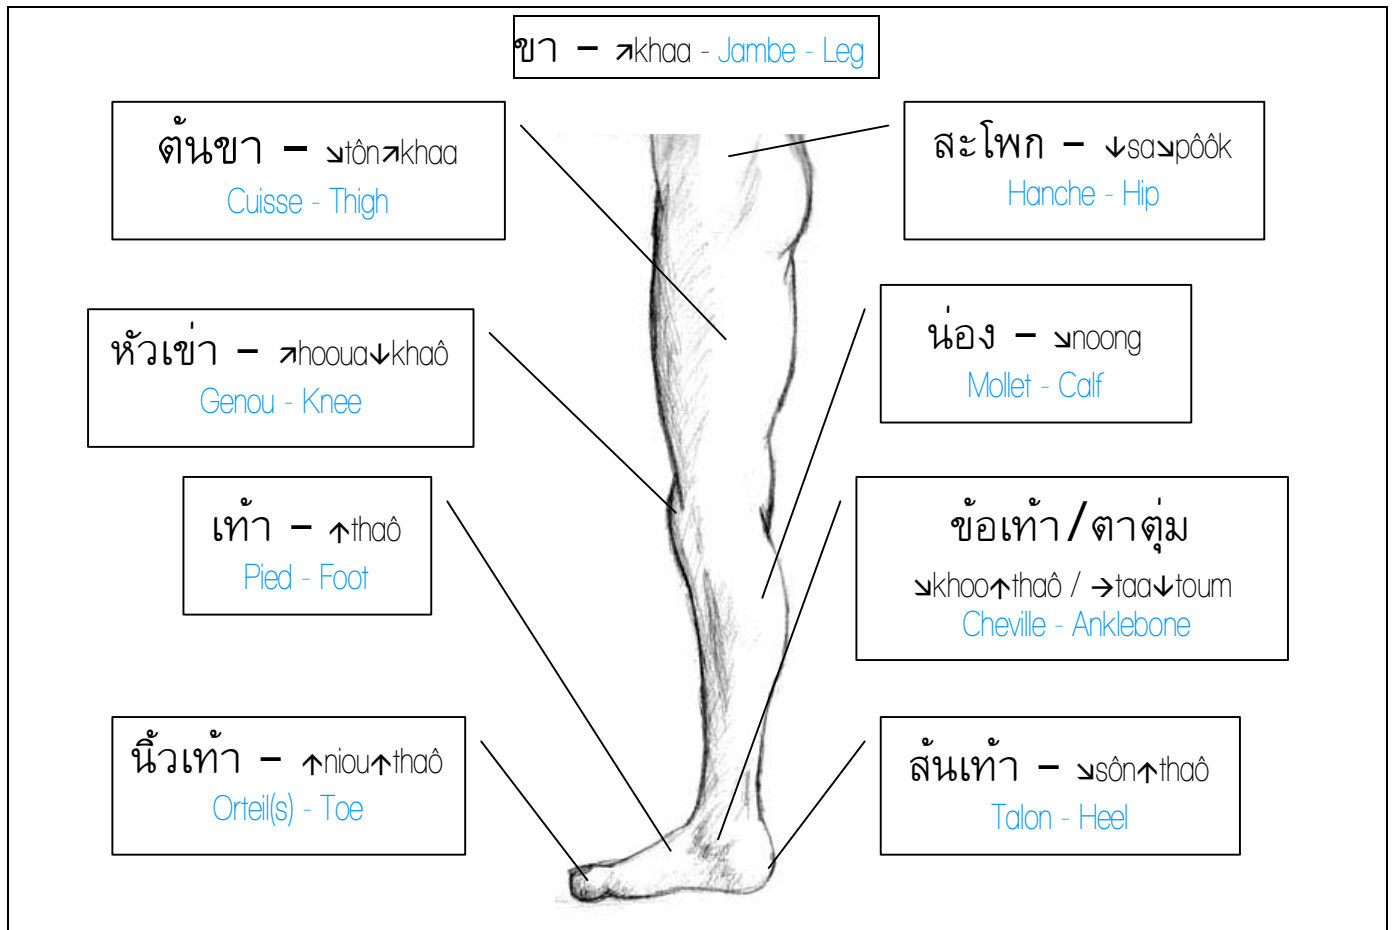 ขา – ↗khaa - Jambe - Leg
ต้นขา – ↘tôn↗khaa
Cuisse - Thigh
สะโพก – ↓sa↘pôôk
Hanche - Hip
หัวเข่า – ↗hooua↓khaô
Genou - Knee
น่อง – ↘noong
Mollet - Calf
เท้า – ↑thaô
Pied - Foot
ข้อเท้า/ตาตุ่ม
↘khoo↑thaô / →taa↓toum
Cheville - Anklebone
นิ้วเท้า – ↑niou↑thaô
Orteil(s) - Toe
ส้นเท้า – ↘sôn↑thaô
Talon - Heel